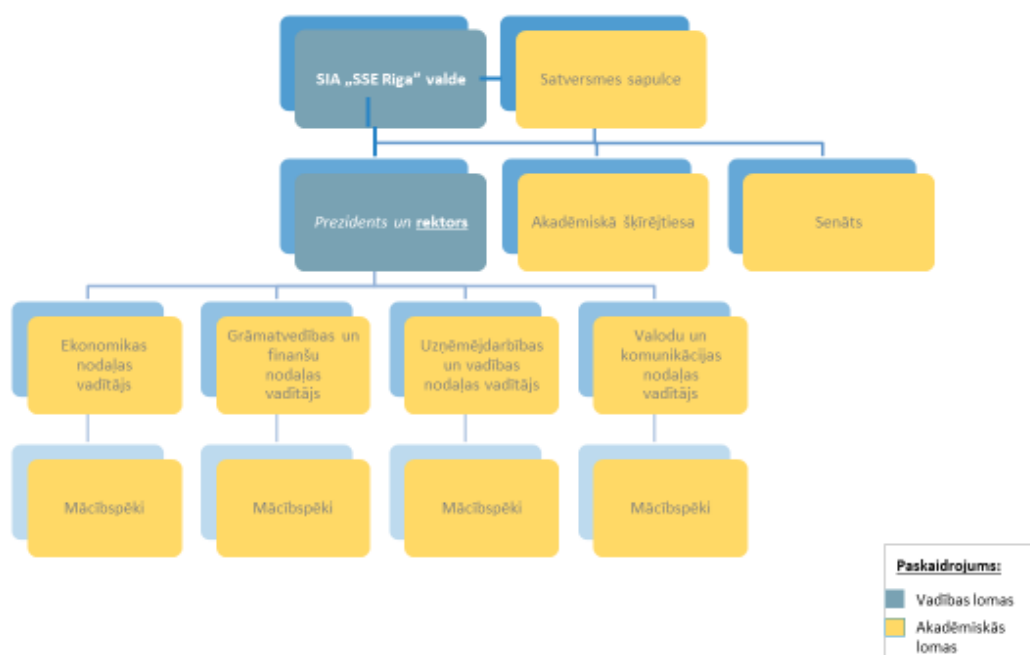 SIA „SSE Riga” valde
Satversmes sapulce
Prezidents un rektors
Akadēmiskā šķīrējtiesa
Senāts
Ekonomikas
nodaļas
vadītājs
Grāmatvedības un
finanšu
nodaļas
vadītājs
Uzņēmējdarbības
un vadības
nodaļas vadītājs
Valodu un
komunikācijas
nodaļas
vadītājs
Mācībspēki
Mācībspēki
Mācībspēki
Mācībspēki
Paskaidrojums:
Vadības lomas
Akadēmiskās
lomas